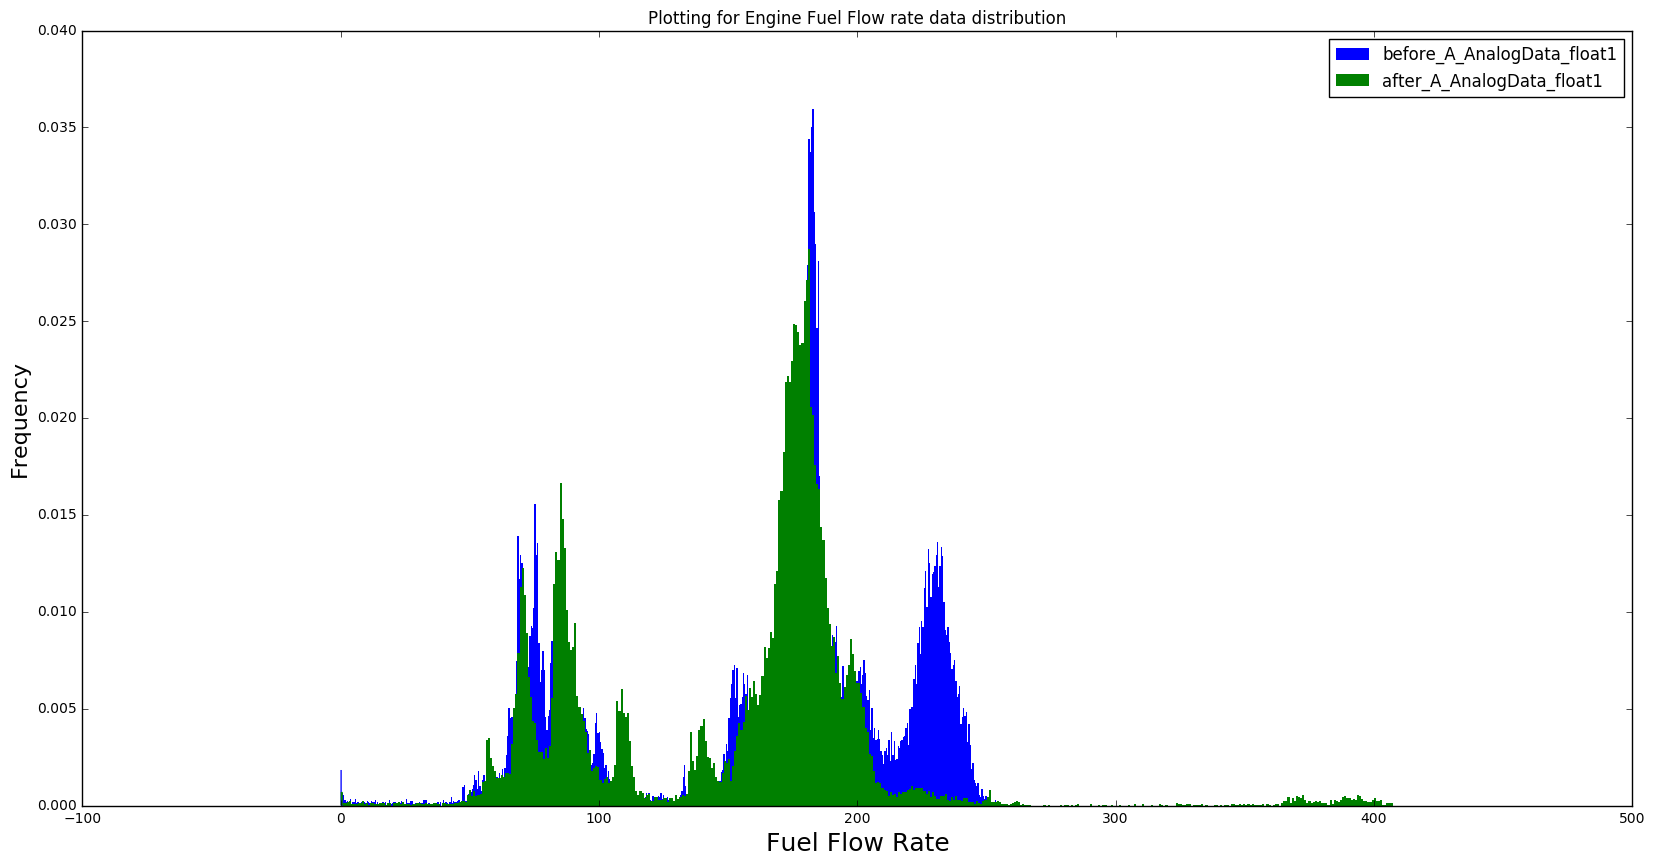 Plotting for Engine Fuel Flow rate data distribution
0.040
0.035
0.030
0.025
0.020
0.015
0.010
0.005
0.000
Frequency
before_A_AnalogData_float1
after_A_AnalogData_float1
−100 0 100 200 300 400 500
Fuel Flow Rate